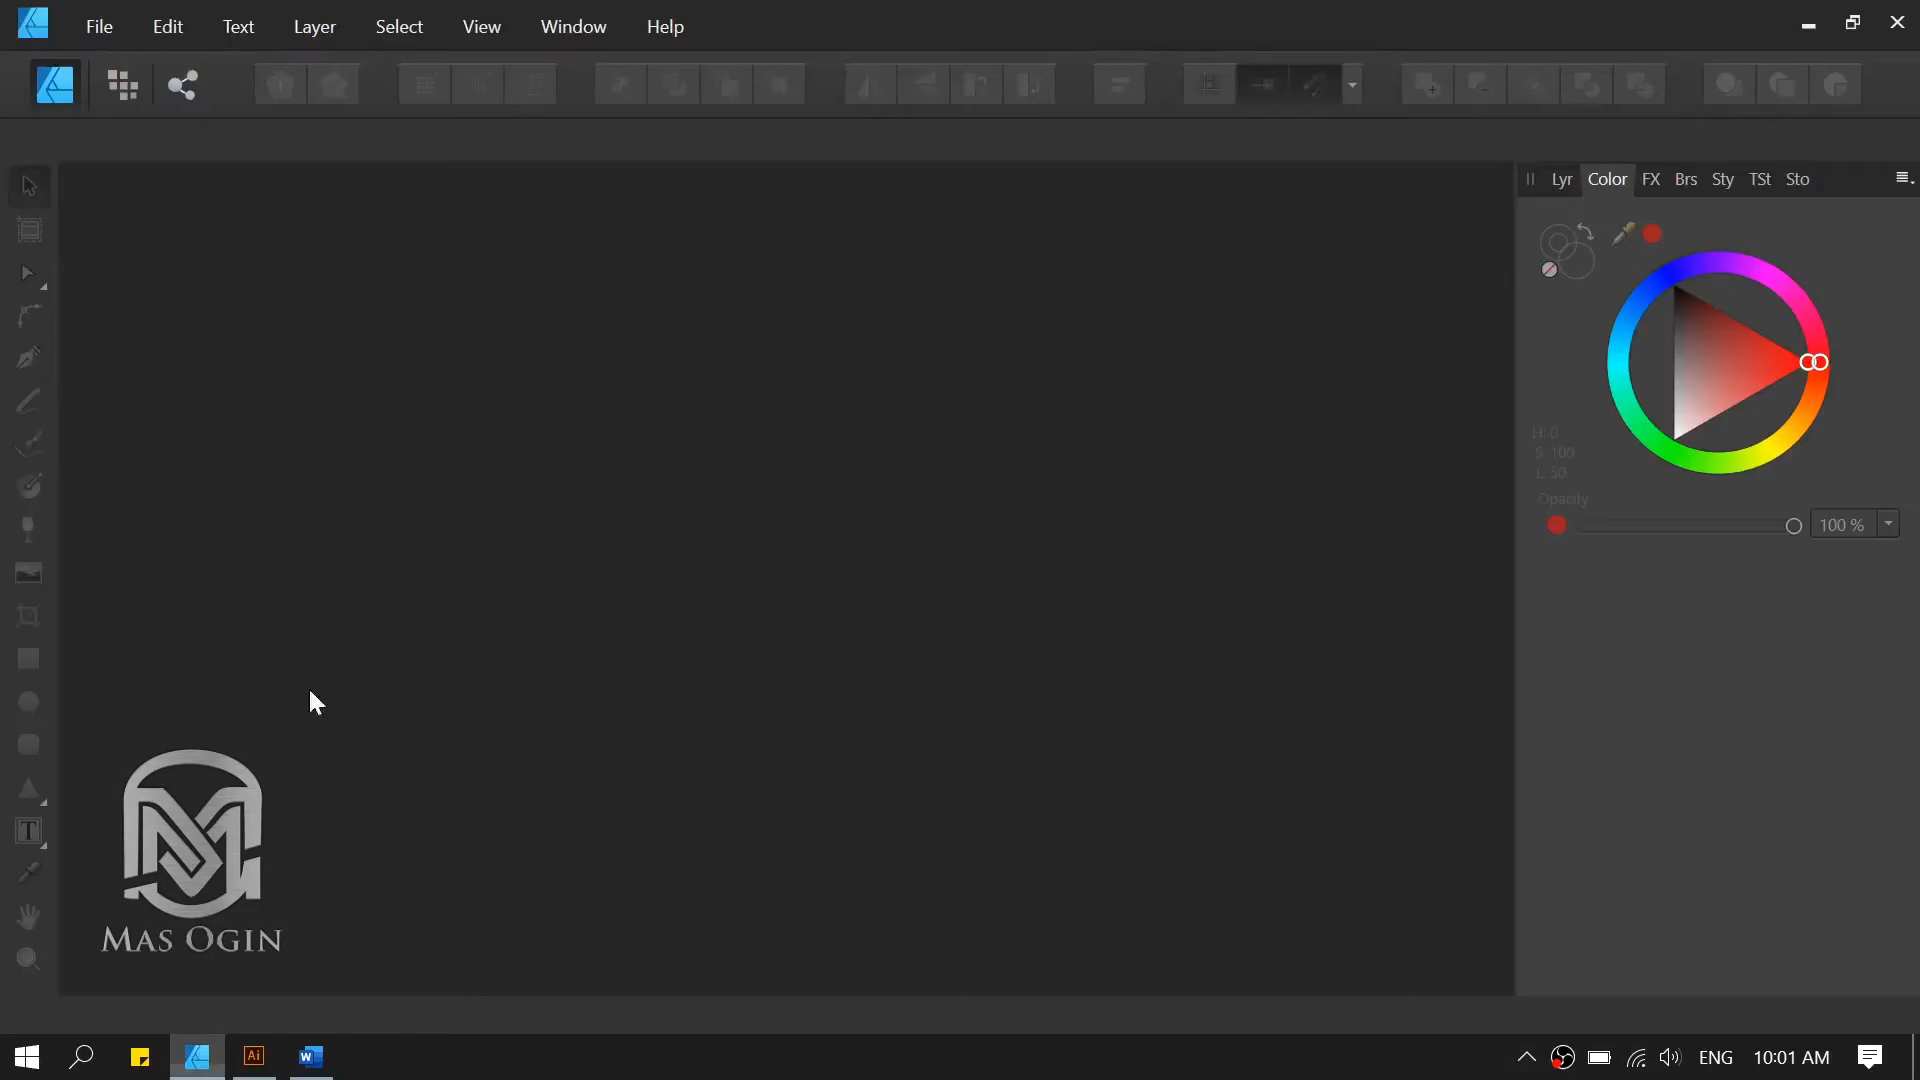 File Edit Text Layer Select View Window Help
Lyr Color FX Brs Sty TSt Sto
H: 0
S: 100
L: 50
Opacity
100 %
T
MAS OGIN
Ai W ENG 10:01 AM